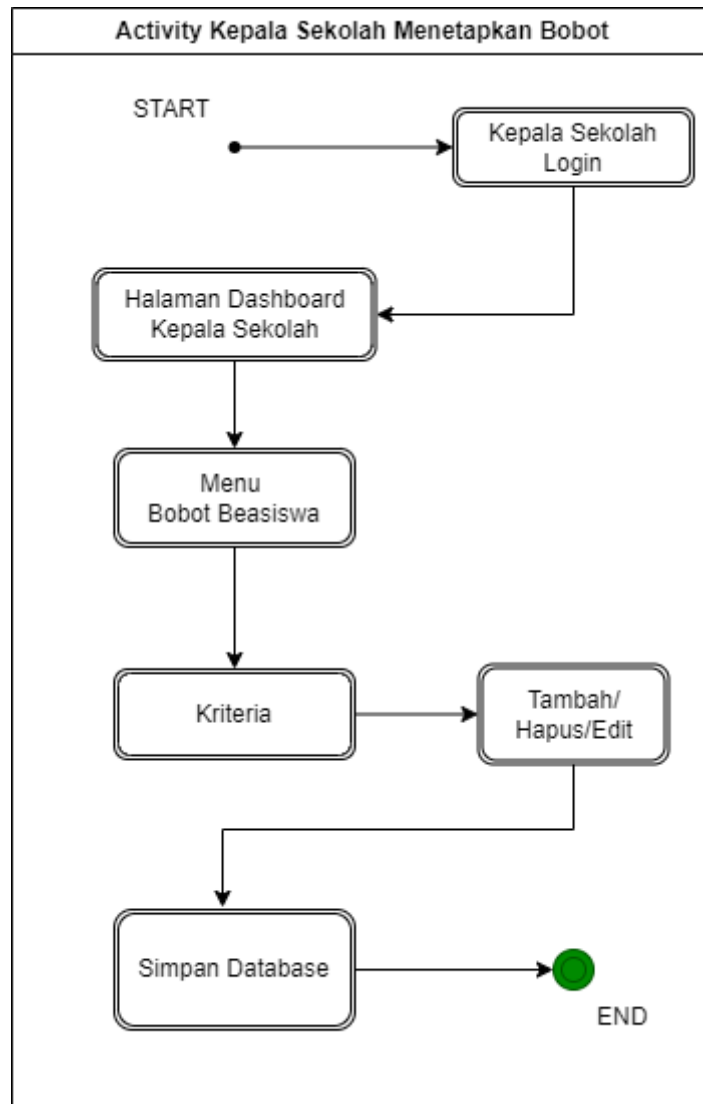 Activity Kepala Sekolah Menetapkan Bobot
START
Kepala Sekolah
Login
Halaman Dashboard
Kepala Sekolah
Menu
Bobot Beasiswa
Kriteria
Tambah/
Hapus/Edit
Simpan Database
END